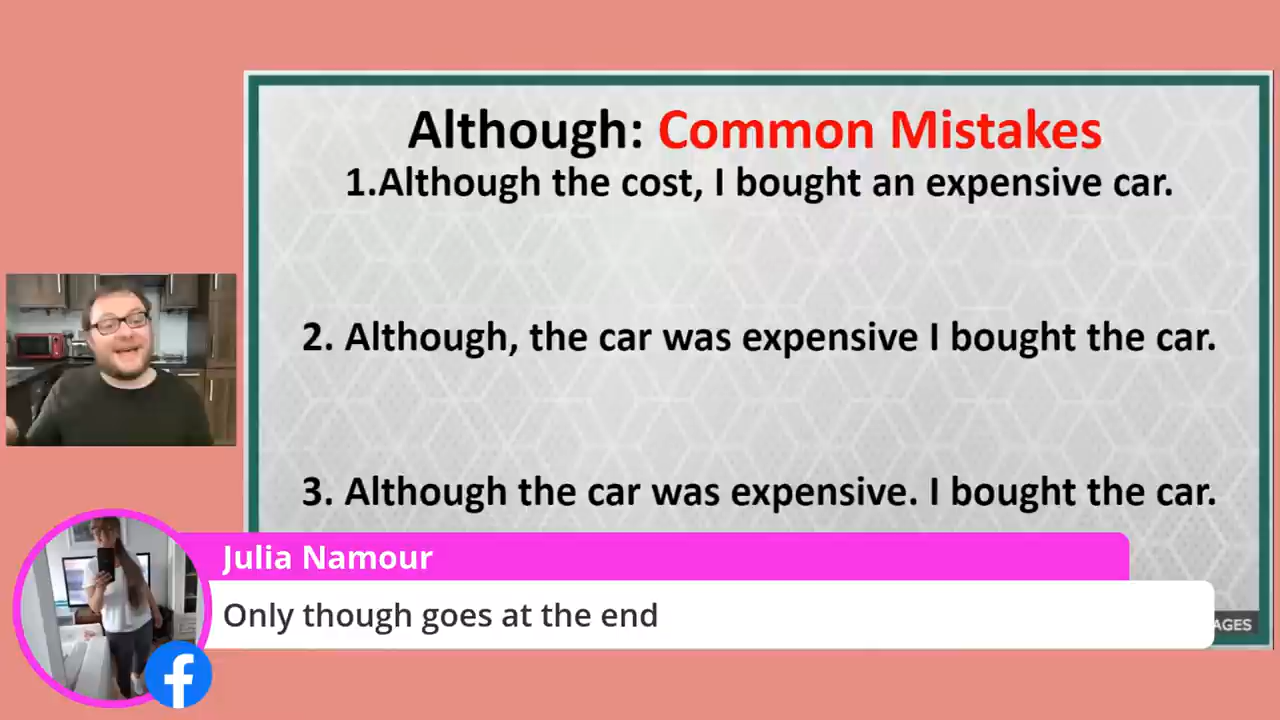 Although: Common Mistakes
1.Although the cost, I bought an expensive car.
2. Although, the car was expensive I bought the car.
3. Although the car was expensive. I bought the car.
Julia Namour
Only though goes at the end
AGES